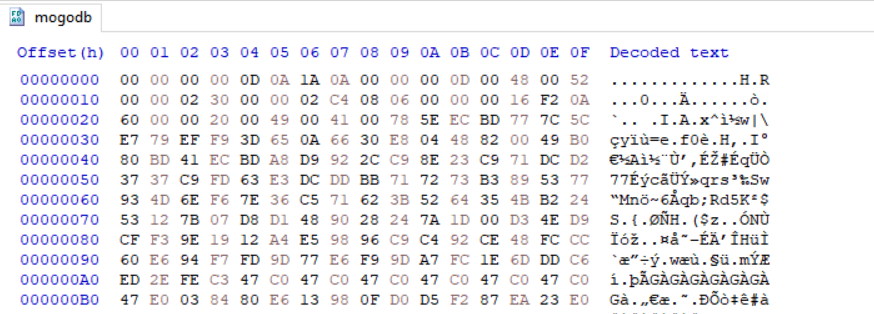 mogodb
Offset(h) 00 01 02 03 04 05 06 07 08 09 0A 0B 0C 0D 0E 0F Decoded text
00000000 00 00 00 00 0D 0A 1A 0A 00 00 00 0D 00 48 00 52 .............H.R
00000010 00 00 02 30 00 00 02 C4 08 06 00 00 00 16 F2 0A ...0...Ä......ò.
00000020 60 00 00 20 00 49 00 41 00 78 5E EC BD 77 7C 5C `.. .I.A.x^ì½w|\
00000030 E7 79 EF F9 3D 65 0A 66 30 E8 04 48 82 00 49 B0 çyïù=e.f0è.H‚.I°
00000040 80 BD 41 EC BD A8 D9 92 2C C9 8E 23 C9 71 DC D2 €½Aì½¨Ù’,ÉŽ#ÉqÜÒ
00000050 37 37 C9 FD 63 E3 DC DD BB 71 72 73 B3 89 53 77 77ÉýcãÜÝ»qrs³‰Sw
00000060 93 4D 6E F6 7E 36 C5 71 62 3B 52 64 35 4B B2 24 “Mnö~6Åqb;Rd5K²$
00000070 53 12 7B 07 D8 D1 48 90 28 24 7A 1D 00 D3 4E D9 S.{.ØÑH.($z..ÓNÙ
00000080 CF F3 9E 19 12 A4 E5 98 96 C9 C4 92 CE 48 FC CC Ïóž..¤å˜–ÉÄ’ÎHüÌ
00000090 60 E6 94 F7 FD 9D 77 E6 F9 9D A7 FC 1E 6D DD C6 `æ”÷ý.wæù.§ü.mÝÆ
000000A0 ED 2E FE C3 47 C0 47 C0 47 C0 47 C0 47 C0 47 C0 í.þÃGÀGÀGÀGÀGÀGÀ
000000B0 47 E0 03 84 80 E6 13 98 0F D0 D5 F2 87 EA 23 E0 Gà.„€æ.˜.ÐÕò‡ê#à